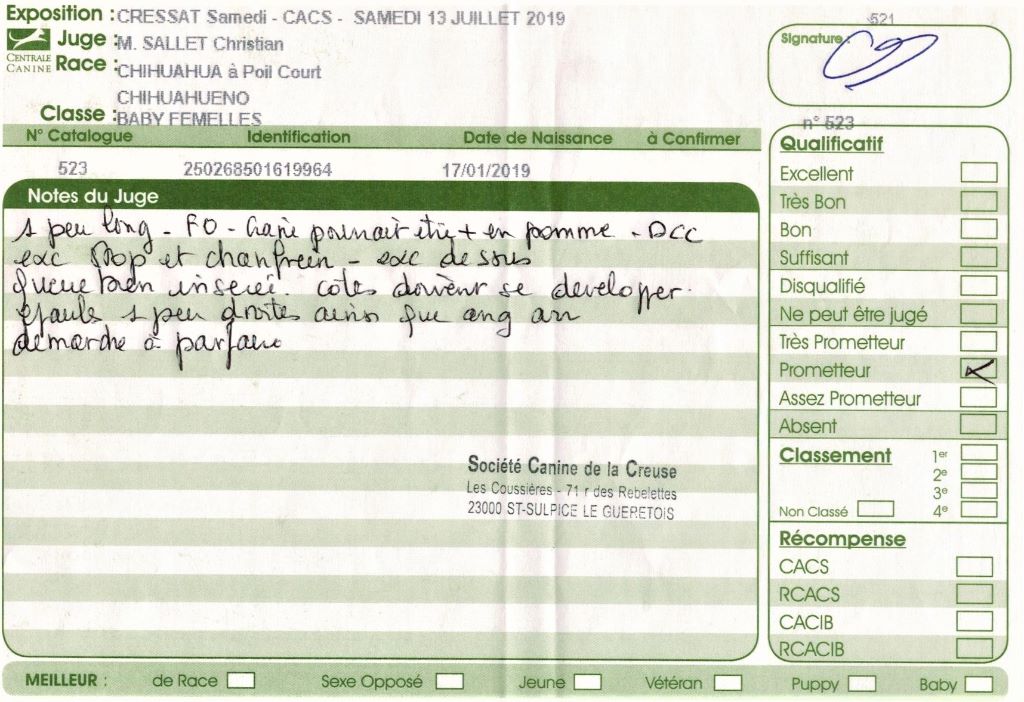 Exposition : CRESSAT Samedi - CACS - SAMEDI 13 JUILLET 2019
Juge : M. SALLET Christian
CENTRALE CANINE
Race : CHIHUAHUA à Poil Court
CHIHUAHUENO
Classe : BABY FEMELLES
521
Signature :
N° Catalogue Identification Date de Naissance à Confirmer
523 250268501619964 17/01/2019
Notes du Juge
1 peu long - FO - Crâne pourrait être + en pomme - DCC
exc stop et chanfrein - exc dessus
queue bien inserée. cotes doivent se developer.
épaule 1 peu droites ainsi que ang arr
démarche à parfaire
Société Canine de la Creuse
Les Coussières - 71 r des Rebelettes
23000 ST-SULPICE LE GUERETOIS
n° 523
Qualificatif
Excellent
Très Bon
Bon
Suffisant
Disqualifié
Ne peut être jugé
Très Prometteur
Prometteur
Assez Prometteur
Absent
Classement 1er
2e
3e
Non Classé 4e
Récompense
CACS
RCACS
CACIB
RCACIB
MEILLEUR : de Race Sexe Opposé Jeune Vétéran Puppy Baby